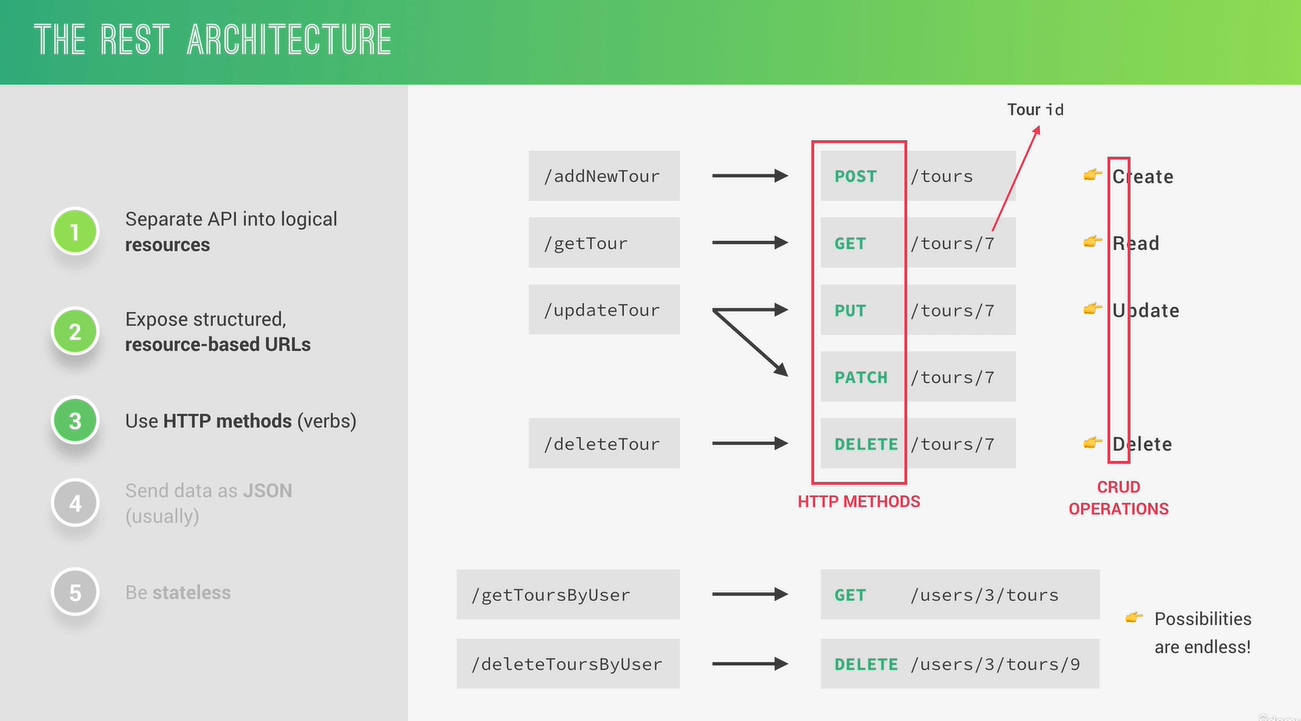 THE REST ARCHITECTURE
1
Separate API into logical
resources
2
Expose structured,
resource-based URLs
3
Use HTTP methods (verbs)
4
Send data as JSON
(usually)
5
Be stateless
Tour id
/addNewTour POST /tours Create
/getTour GET /tours/7 Read
/updateTour PUT /tours/7 Update
PATCH /tours/7
/deleteTour DELETE /tours/7 Delete
HTTP METHODS
CRUD
OPERATIONS
/getToursByUser GET /users/3/tours
/deleteToursByUser DELETE /users/3/tours/9
Possibilities
are endless!